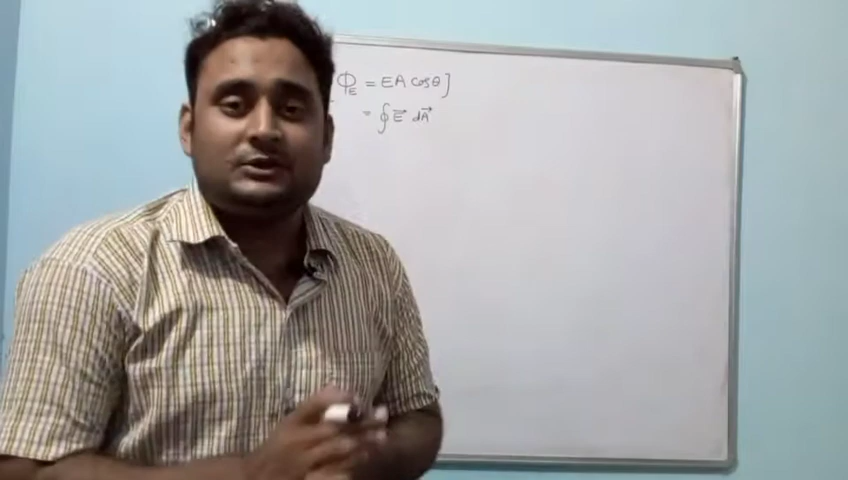 Φ_E = EA cosθ]
= ∮E⃗ dA⃗